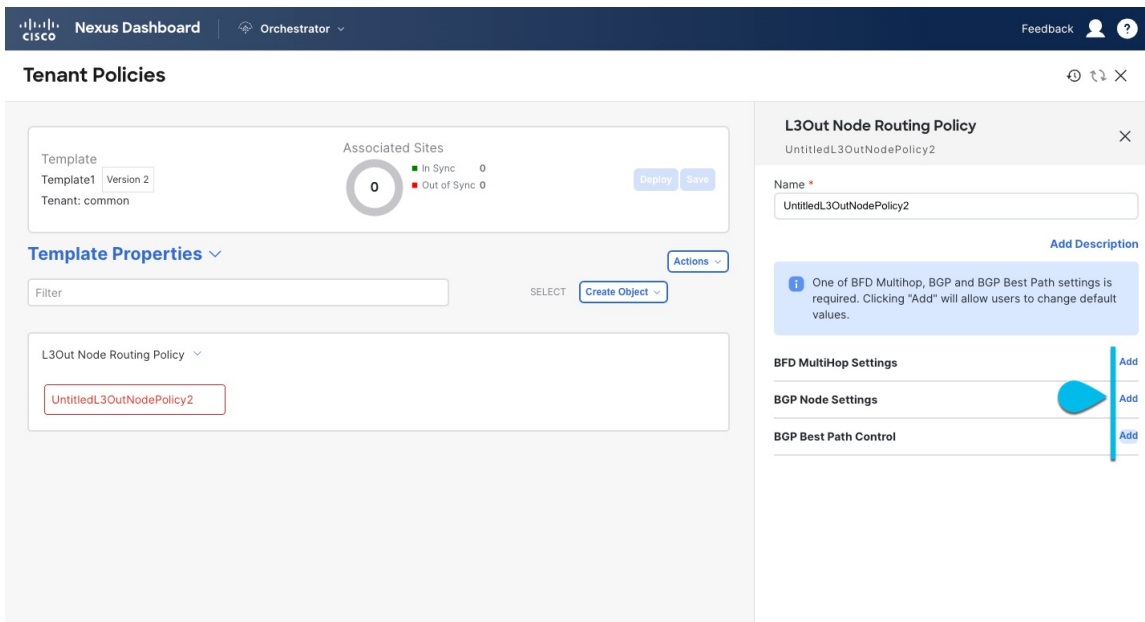 CISCO
Nexus Dashboard
Orchestrator
Feedback
?
Tenant Policies
Template
Template1 Version 2
Tenant: common
Associated Sites
0
In Sync 0
Out of Sync 0
Deploy Save
Template Properties
Actions
Filter
SELECT Create Object
L3Out Node Routing Policy
UntitledL3OutNodePolicy2
L3Out Node Routing Policy
UntitledL3OutNodePolicy2
Name *
UntitledL3OutNodePolicy2
Add Description
i
One of BFD Multihop, BGP and BGP Best Path settings is
required. Clicking "Add" will allow users to change default
values.
BFD MultiHop Settings Add
BGP Node Settings Add
BGP Best Path Control Add